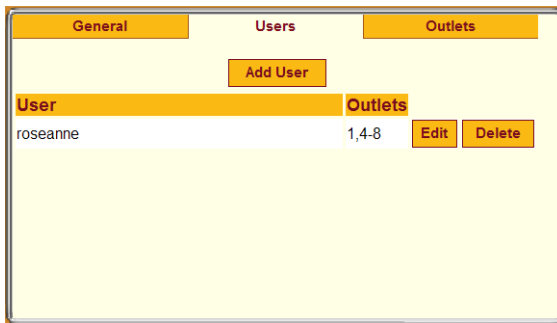 General Users Outlets
Add User
User Outlets
roseanne 1,4-8 Edit Delete